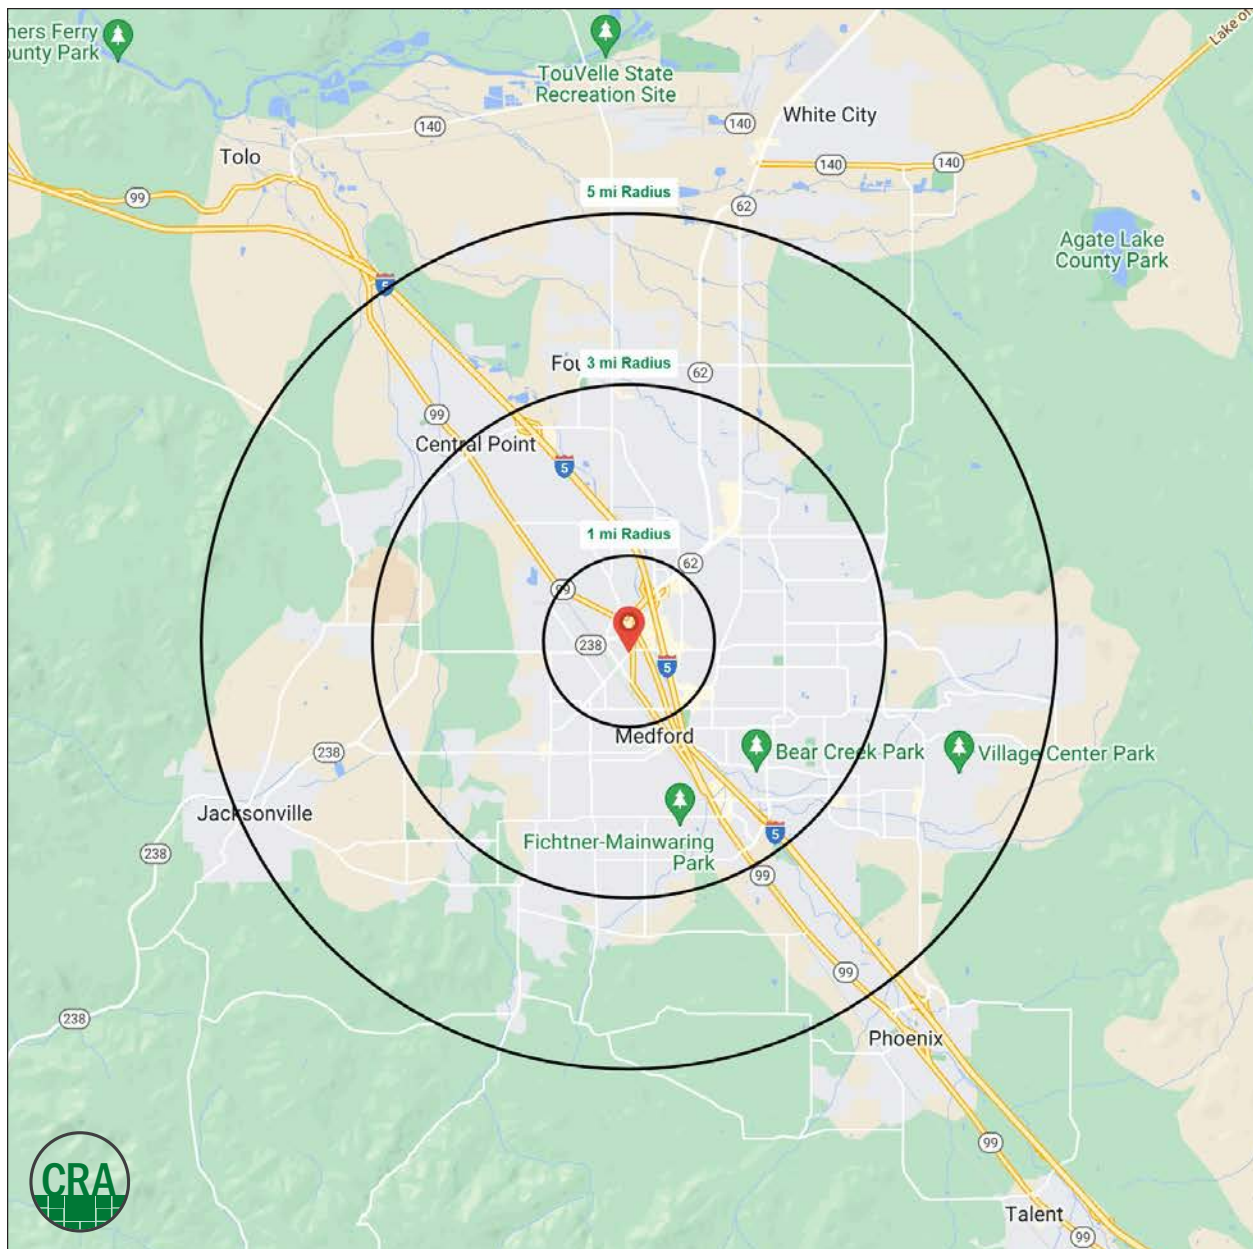 ners Ferry
ounty Park
TouVelle State
Recreation Site
Lake of
White City
140
140
140
140
Tolo
99
5 mi Radius
62
Agate Lake
County Park
5
Fou
3 mi Radius
62
99
Central Point
5
1 mi Radius
62
99
238
5
Medford
238
Bear Creek Park
Village Center Park
Jacksonville
5
Fichtner-Mainwaring
Park
238
62
99
238
Phoenix
99
CRA
Talent
99